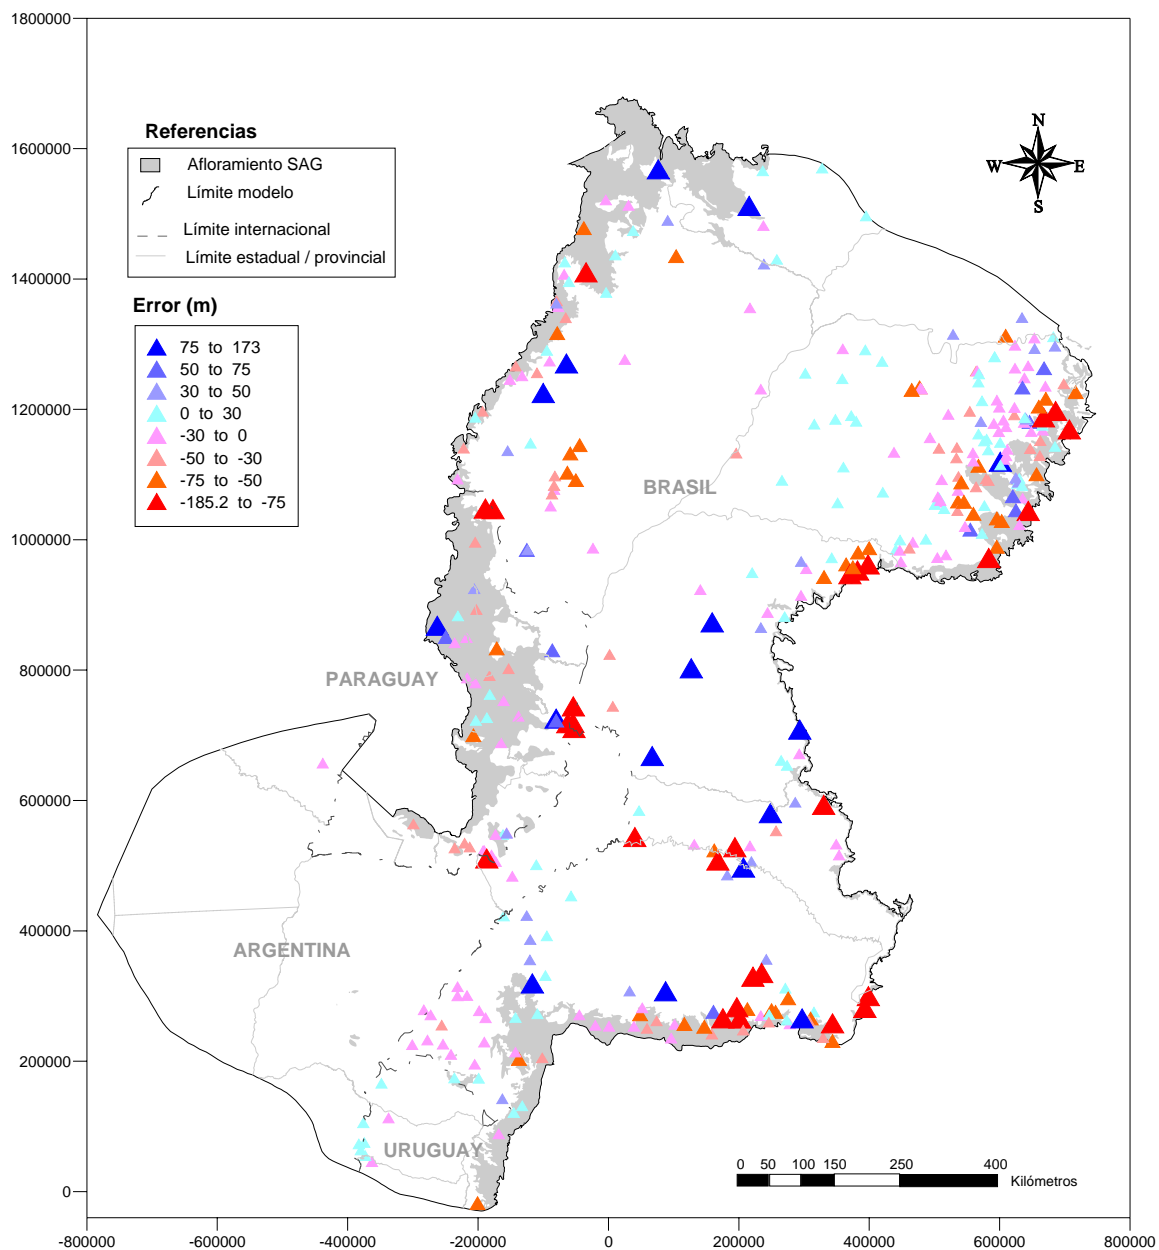 1800000
1600000
1400000
1200000
1000000
800000
600000
400000
200000
0
Referencias
Afloramiento SAG
Límite modelo
Límite internacional
Límite estadual / provincial
Error (m)
75 to 173
50 to 75
30 to 50
0 to 30
-30 to 0
-50 to -30
-75 to -50
-185.2 to -75
N
W E
S
BRASIL
PARAGUAY
ARGENTINA
URUGUAY
0 50 100 150 250 400
Kilómetros
-800000 -600000 -400000 -200000 0 200000 400000 600000 800000